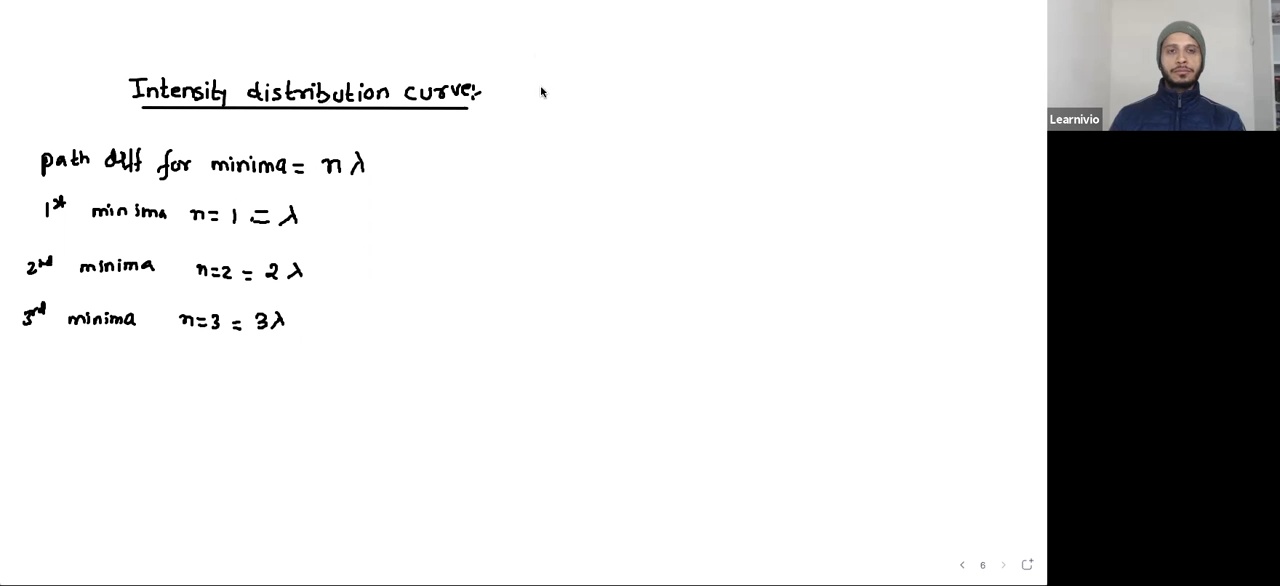 Intensity distribution curve:-
path diff for minima = nλ
1st minima n=1 = λ
2nd minima n=2 = 2λ
3rd minima n=3 = 3λ
Learnivio
6